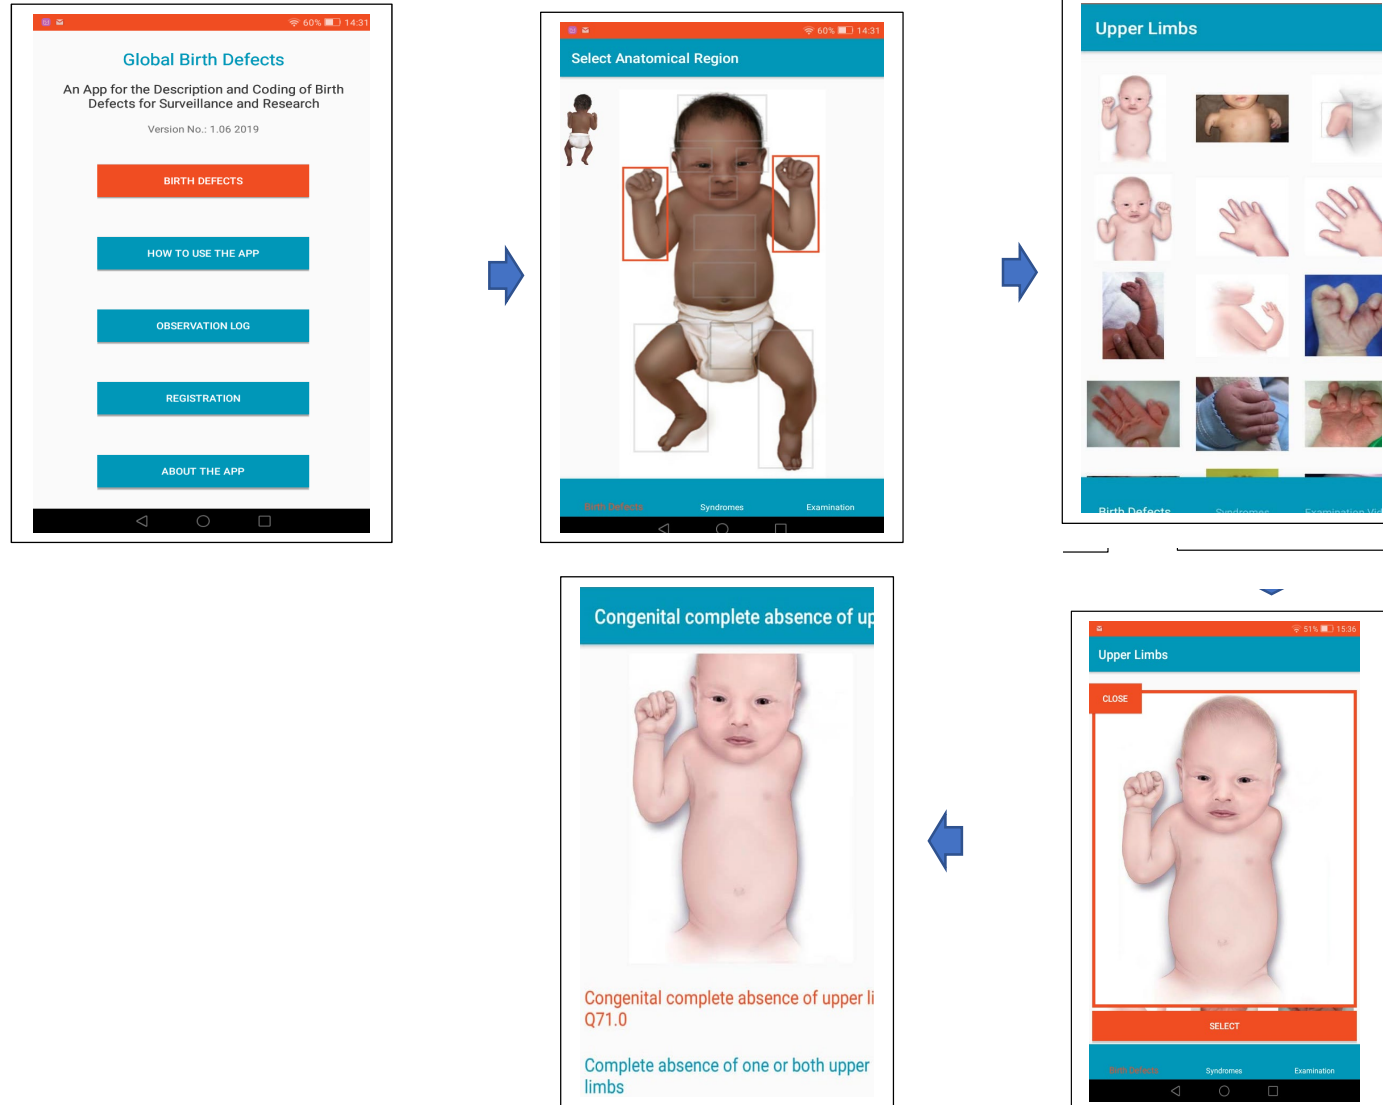 60% 14:31
Global Birth Defects
An App for the Description and Coding of Birth
Defects for Surveillance and Research
Version No.: 1.06 2019
BIRTH DEFECTS
HOW TO USE THE APP
OBSERVATION LOG
REGISTRATION
ABOUT THE APP
60% 14:31
Select Anatomical Region
Birth Defects Syndromes Examination
Upper Limbs
Birth Defects Syndromes Examination Vid
51% 15:36
Upper Limbs
CLOSE
SELECT
Birth Defects Syndromes Examination
Congenital complete absence of up
Congenital complete absence of upper li
Q71.0
Complete absence of one or both upper
limbs